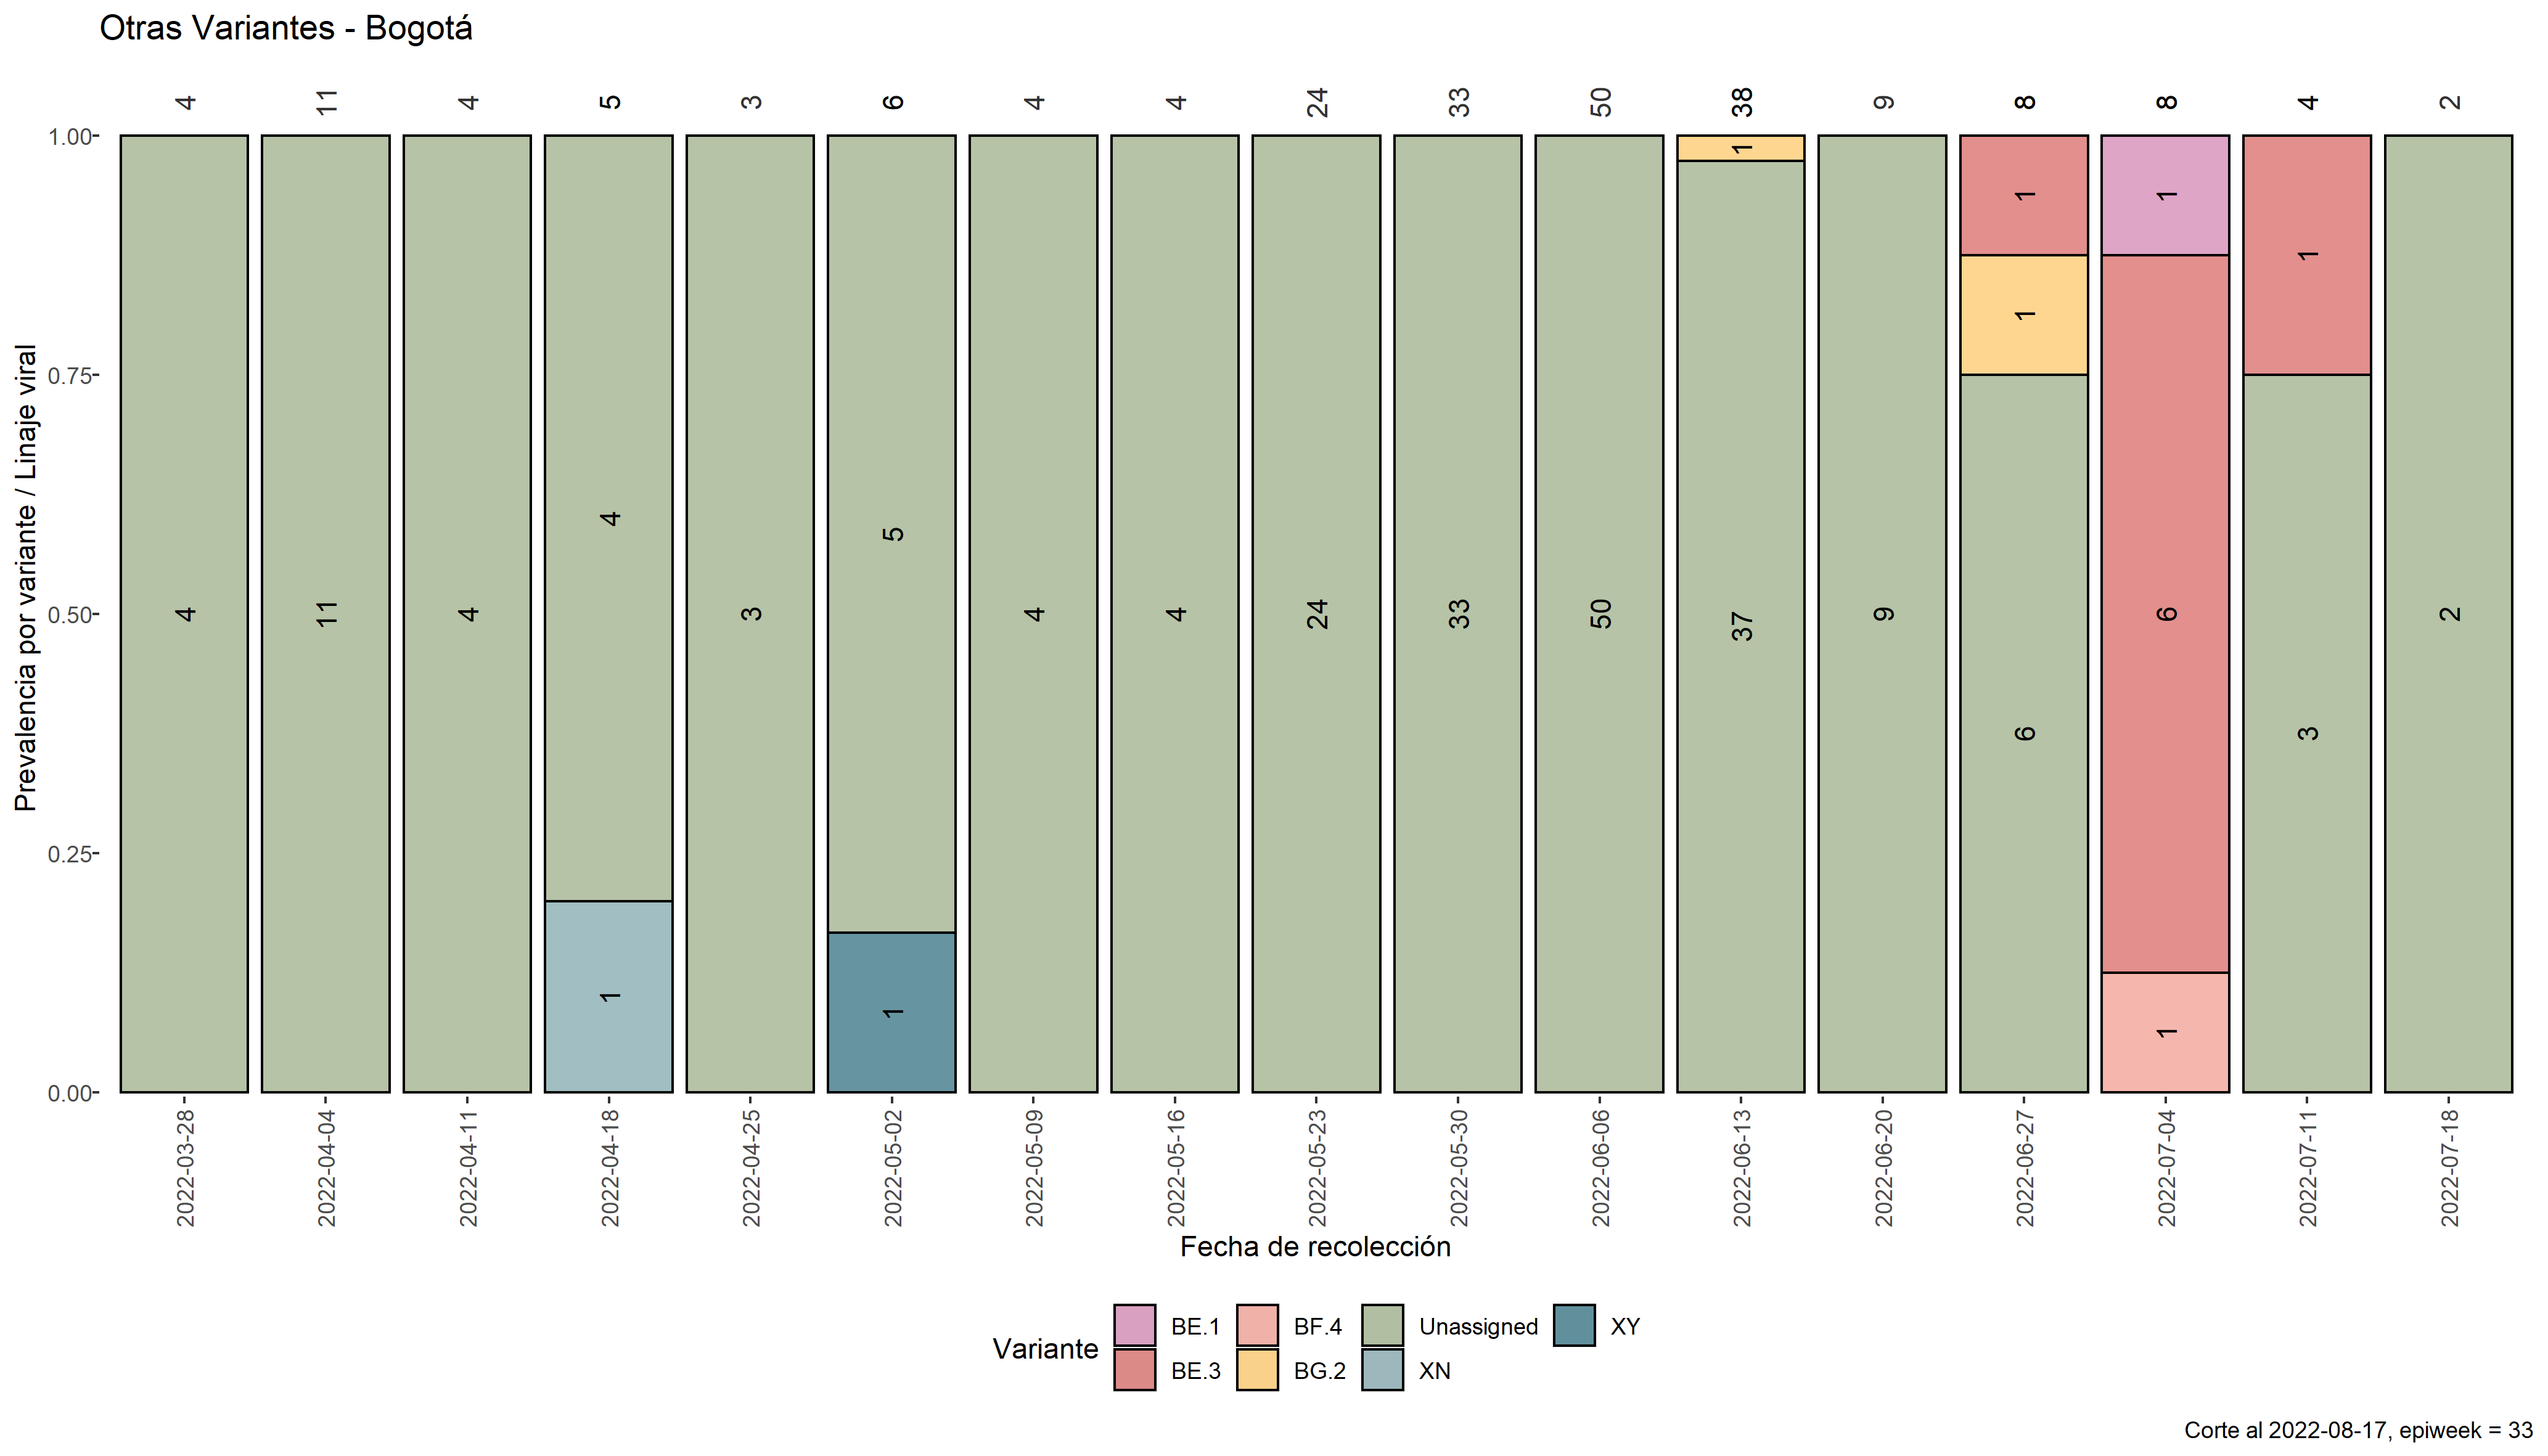 Otras Variantes - Bogotá
4 11 4 5 3 6 4 4 24 33 50 38 9 8 8 4 2
Prevalencia por variante / Linaje viral
1.00
0.75
0.50
0.25
0.00
1 1 1 1
1
4 5
4 11 4 3 4 4 24 33 50 37 9 6 2
6 3
1 1 1
2022-03-28 2022-04-04 2022-04-11 2022-04-18 2022-04-25 2022-05-02 2022-05-09 2022-05-16 2022-05-23 2022-05-30 2022-06-06 2022-06-13 2022-06-20 2022-06-27 2022-07-04 2022-07-11 2022-07-18
Fecha de recolección
Variante
BE.1 BF.4 Unassigned XY
BE.3 BG.2 XN
Corte al 2022-08-17, epiweek = 33